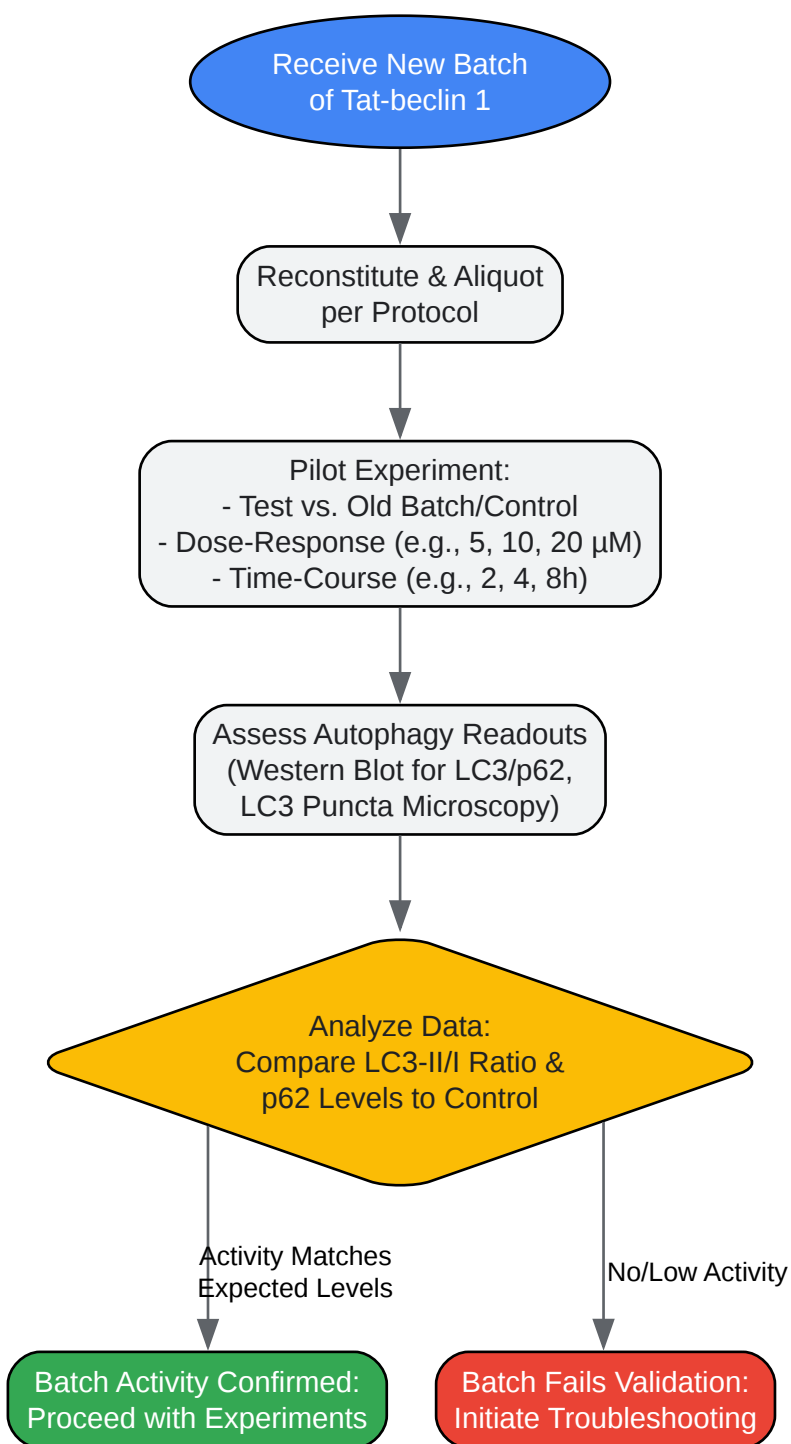 Receive New Batch
of Tat-beclin 1
Reconstitute & Aliquot
per Protocol
Pilot Experiment:
- Test vs. Old Batch/Control
- Dose-Response (e.g., 5, 10, 20 µM)
- Time-Course (e.g., 2, 4, 8h)
Assess Autophagy Readouts
(Western Blot for LC3/p62,
LC3 Puncta Microscopy)
Analyze Data:
Compare LC3-II/I Ratio &
p62 Levels to Control
Activity Matches
Expected Levels
No/Low Activity
Batch Activity Confirmed:
Proceed with Experiments
Batch Fails Validation:
Initiate Troubleshooting